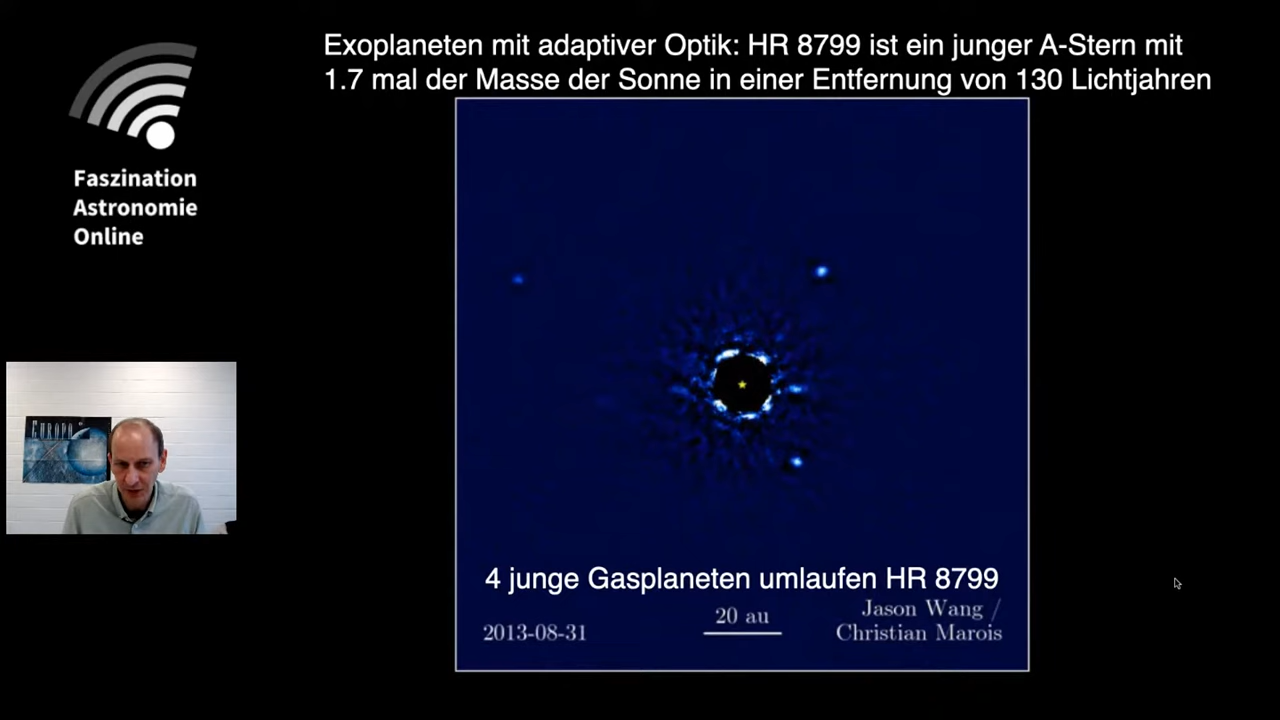 Exoplaneten mit adaptiver Optik: HR 8799 ist ein junger A-Stern mit
1.7 mal der Masse der Sonne in einer Entfernung von 130 Lichtjahren
Faszination
Astronomie
Online
EUROPA
4 junge Gasplaneten umlaufen HR 8799
2013-08-31
20 au
Jason Wang /
Christian Marois